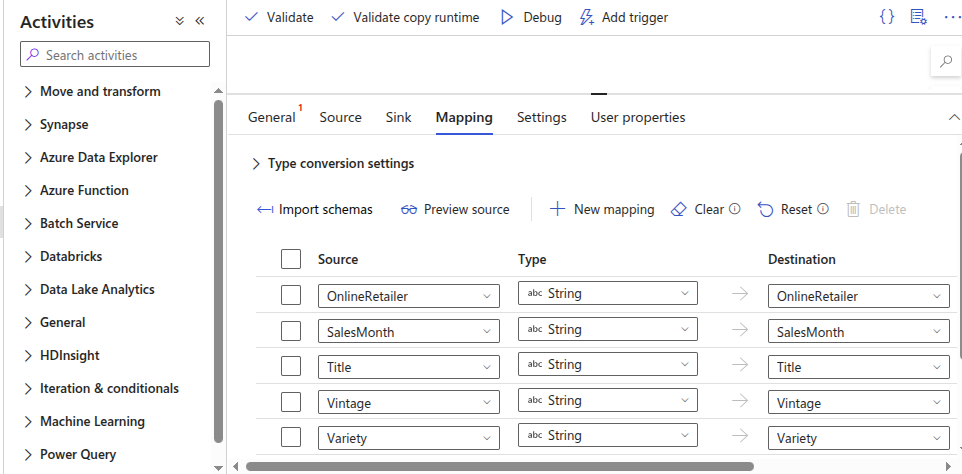 Activities
Search activities
Move and transform
Synapse
Azure Data Explorer
Azure Function
Batch Service
Databricks
Data Lake Analytics
General
HDInsight
Iteration & conditionals
Machine Learning
Power Query
Validate Validate copy runtime Debug Add trigger {} ...
General 1 Source Sink Mapping Settings User properties
Type conversion settings
Import schemas Preview source New mapping Clear Reset Delete
Source Type Destination
OnlineRetailer abc String OnlineRetailer
SalesMonth abc String SalesMonth
Title abc String Title
Vintage abc String Vintage
Variety abc String Variety